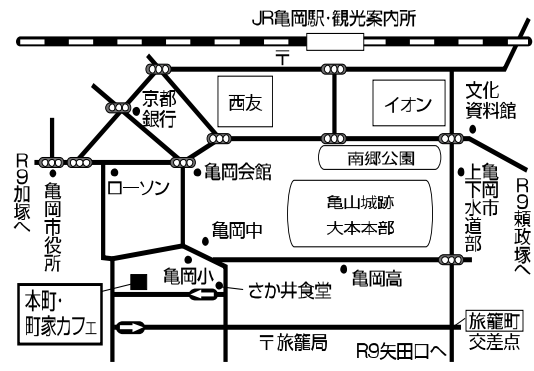 JR亀岡駅・観光案内所
〒
京都
銀行
西友
イオン
文化
資料館
南郷公園
R9加塚へ
亀岡市役所
ローソン
亀岡会館
亀山城跡
大本本部
亀岡市
上下水道部
R9頼政塚へ
亀岡中
亀岡小
さか井食堂
亀岡高
本町・
町家カフェ
〒旅籠局
R9矢田口へ
旅籠町
交差点